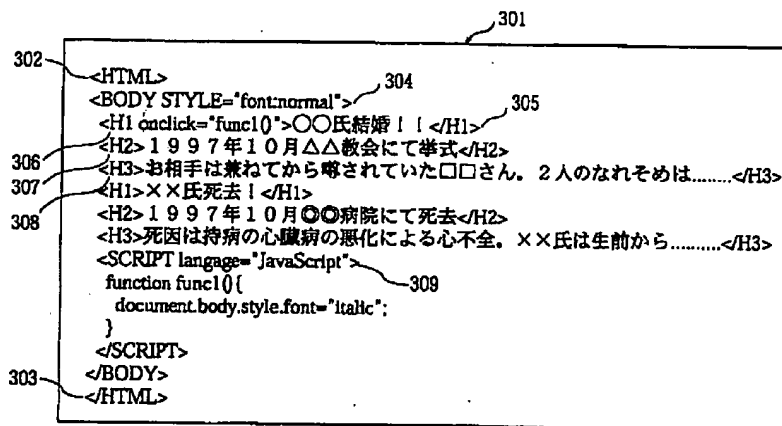 301
302
<HTML>
<BODY STYLE="font:normal"> 304
<H1 onclick="func1()">〇〇氏結婚！！</H1> 305
306 <H2>１９９７年１０月△△教会にて挙式</H2>
307 <H3>お相手は兼ねてから噂されていた□□さん。２人のなれそめは........</H3>
308 <H1>××氏死去！</H1>
<H2>１９９７年１０月◎◎病院にて死去</H2>
<H3>死因は持病の心臓病の悪化による心不全。××氏は生前から..........</H3>
<SCRIPT langage="JavaScript"> 309
function func1(){
document.body.style.font="italic";
}
</SCRIPT>
</BODY>
303 </HTML>